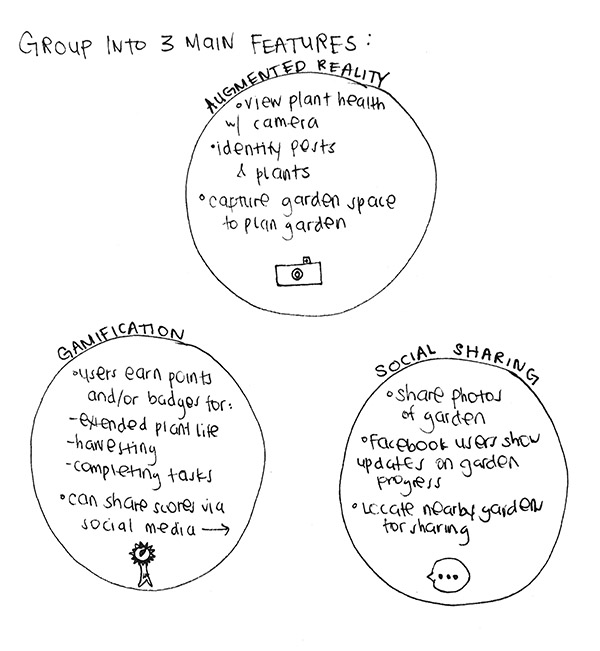 GROUP INTO 3 MAIN FEATURES:
AUGMENTED REALITY
• view plant health
w/ camera
• identify pests
& plants
• capture garden space
to plan garden
GAMIFICATION
• users earn points
and/or badges for:
- extended plant life
- harvesting
- completing tasks
• can share scores via
social media →
SOCIAL SHARING
• share photos
of garden
• Facebook users show
updates on garden
progress
• Locate nearby gardens
for sharing